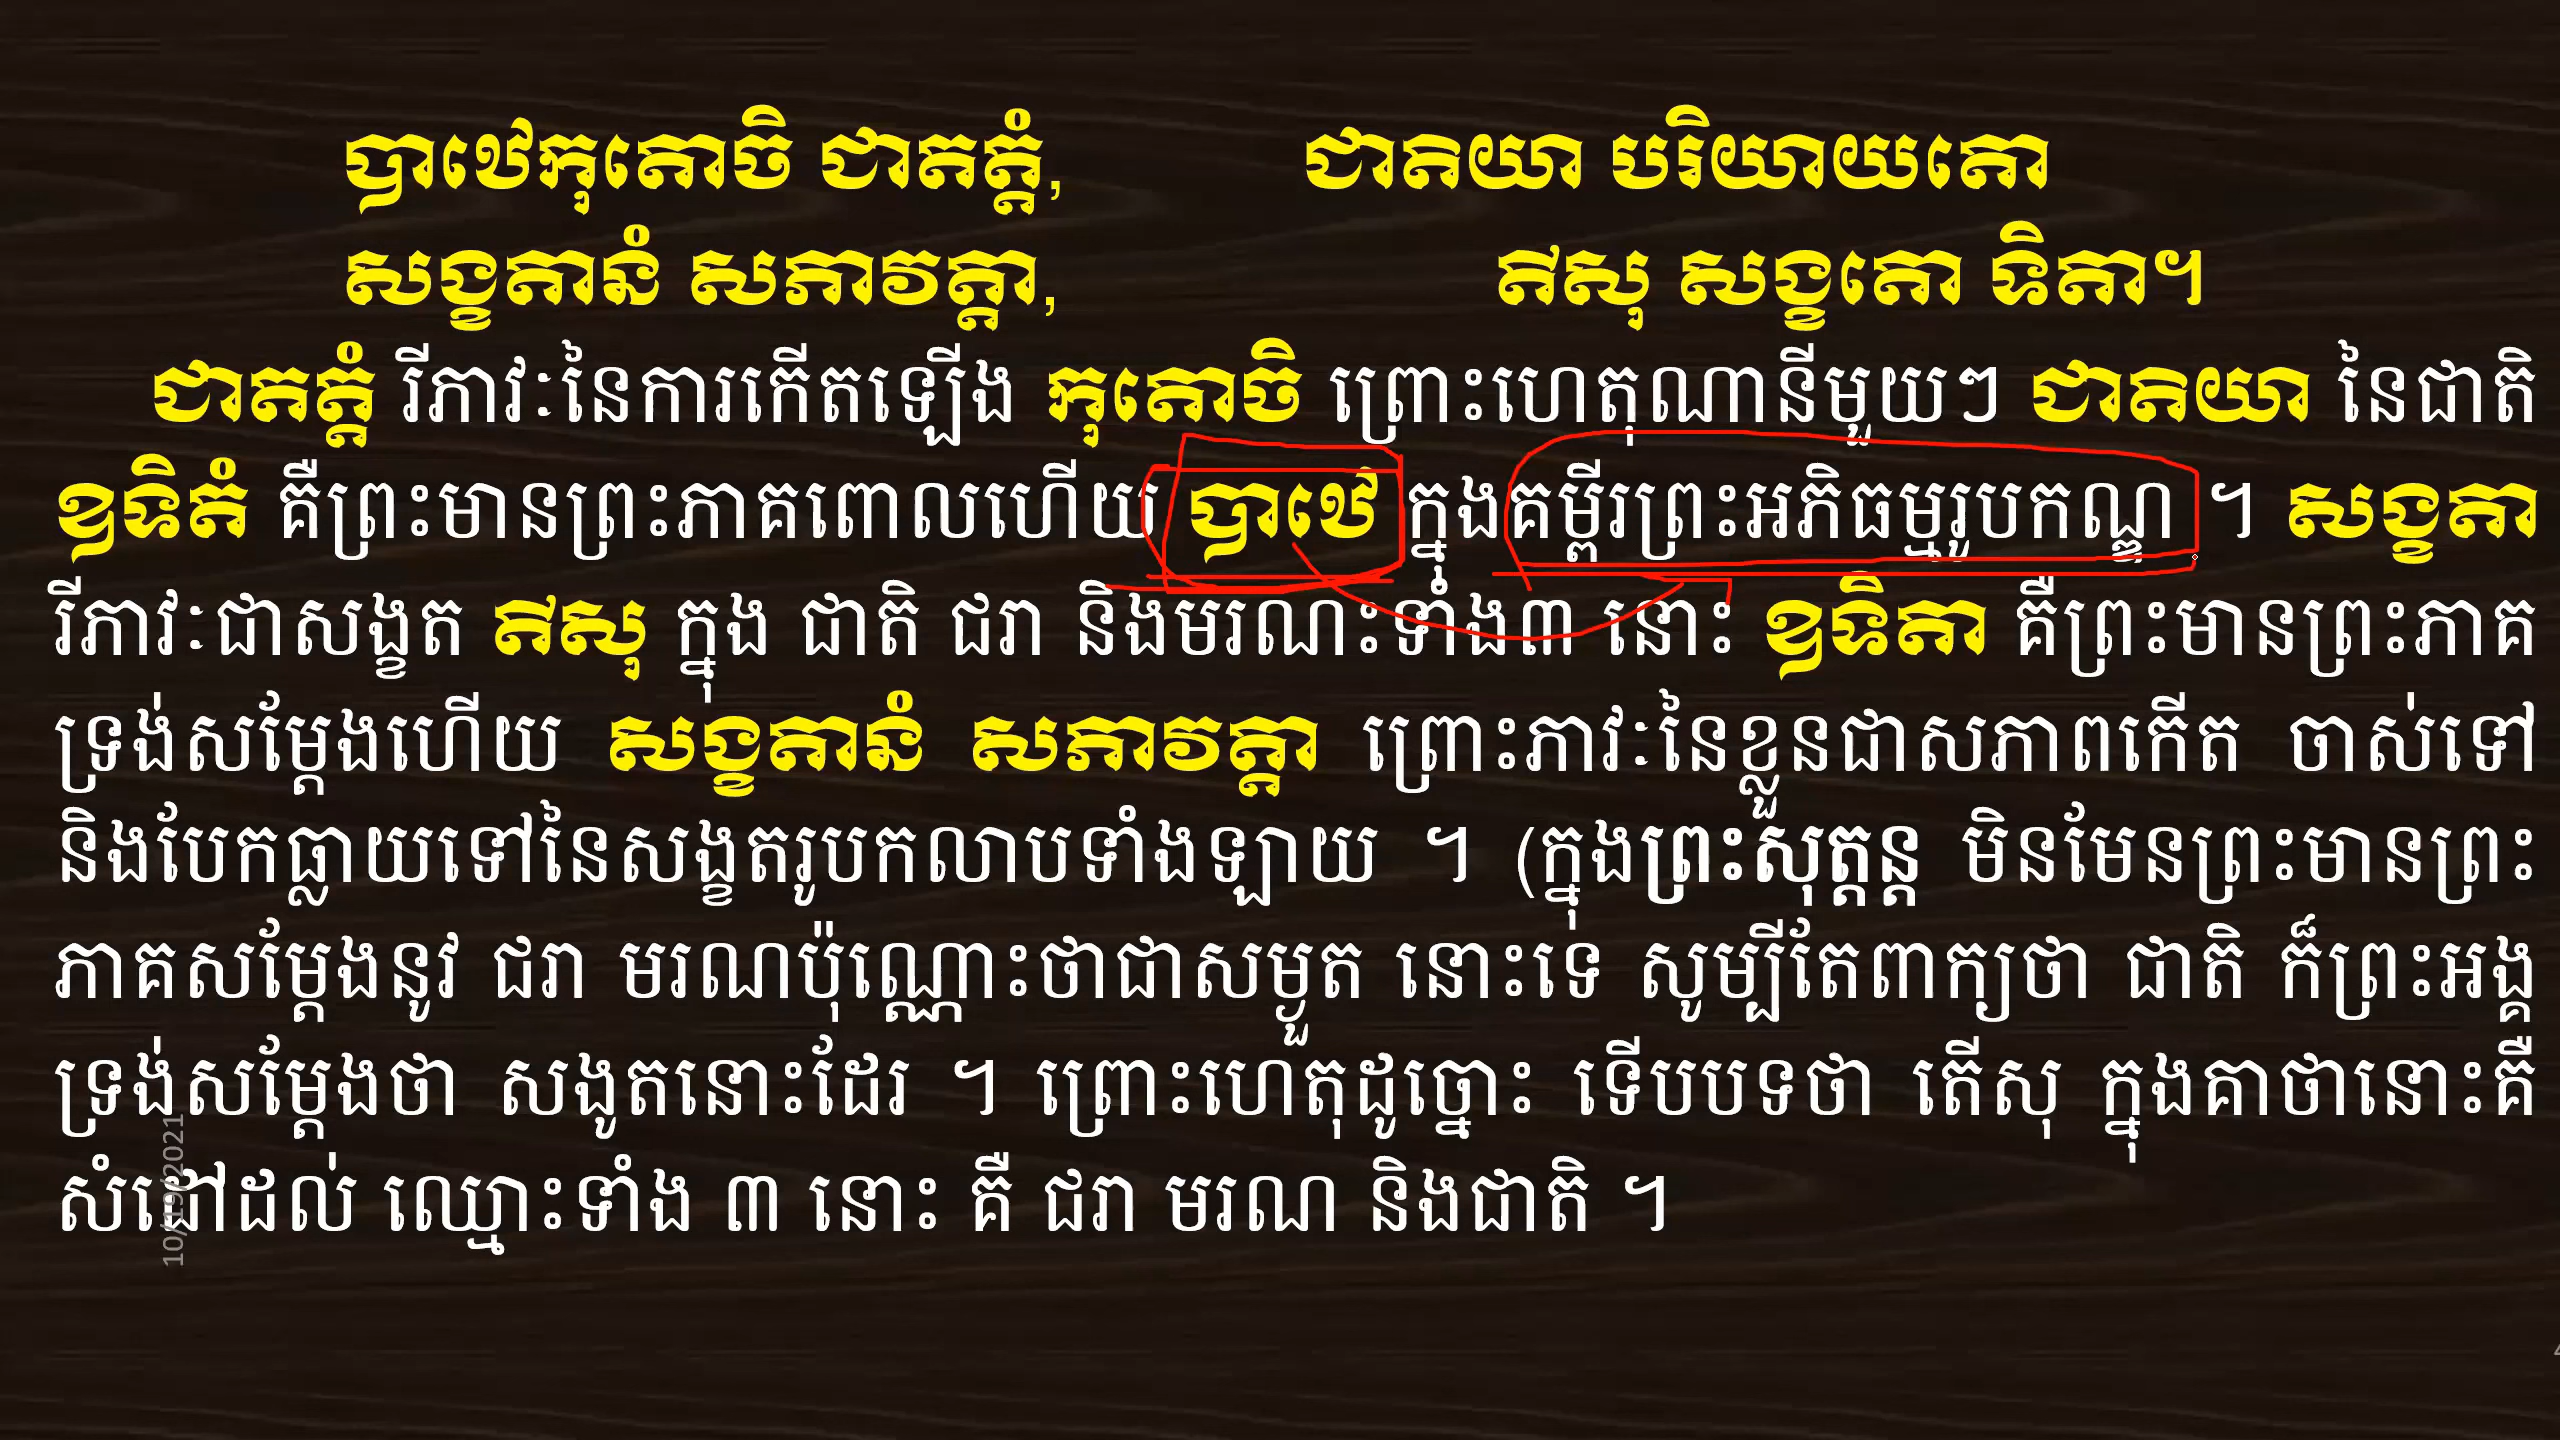 បាឋេកុតោចិ ជាតត្តំ, ជាតិយា បរិយាយតោ
សង្ខតានំ សភាវត្តា, តីសុ សង្ខតោ ទិតា។
ជាតត្តំ រីភាវៈនៃការកើតឡើង កុតោចិ ព្រោះហេតុណានីមួយៗ ជាតិយា នៃជាតិ
ឧទិតំ គឺព្រះមានព្រះភាគពោលហើយ បាឋេ ក្នុងគម្ពីរព្រះអភិធម្មរូបកណ្ឌ ។ សង្ខតា
រីភាវៈជាសង្ខត តីសុ ក្នុង ជាតិ ជរា និងមរណៈទាំង៣ នោះ ឧទិតា គឺព្រះមានព្រះភាគ
ទ្រង់សម្តែងហើយ សង្ខតានំ សភាវត្តា ព្រោះភាវៈនៃខ្លួនជាសភាពកើត ចាស់ទៅ
និងបែកធ្លាយទៅនៃសង្ខតរូបកលាបទាំងឡាយ ។ (ក្នុងព្រះសុត្តន្ត មិនមែនព្រះមានព្រះ
ភាគសម្តែងនូវ ជរា មរណប៉ុណ្ណោះថាជាសម្ងួត នោះទេ សូម្បីតែពាក្យថា ជាតិ ក៏ព្រះអង្គ
ទ្រង់សម្តែងថា សងូតនោះដែរ ។ ព្រោះហេតុដូច្នោះ ទើបបទថា តើសុ ក្នុងគាថានោះគឺ
សំដៅដល់ ឈ្មោះទាំង ៣ នោះ គឺ ជរា មរណ និងជាតិ ។
10/19/2021